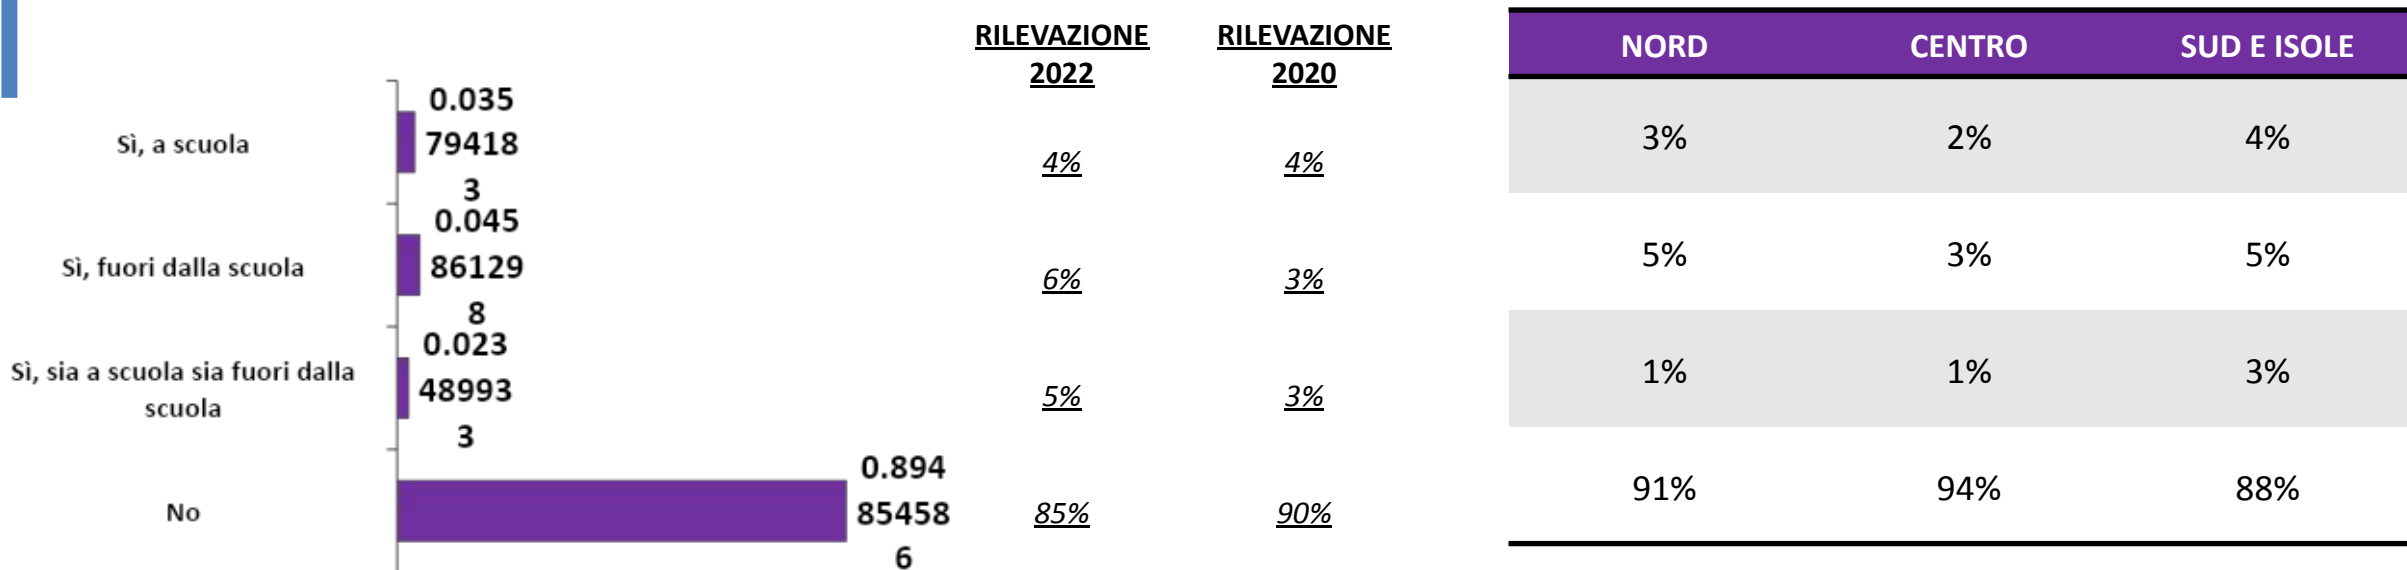 RILEVAZIONE 2022
RILEVAZIONE 2020
NORD CENTRO SUD E ISOLE
Sì, a scuola
0.035
79418
3
4% 4% 3% 2% 4%
Sì, fuori dalla scuola
0.045
86129
8
6% 3% 5% 3% 5%
Sì, sia a scuola sia fuori dalla
scuola
0.023
48993
3
5% 3% 1% 1% 3%
No
0.894
85458
6
85% 90% 91% 94% 88%